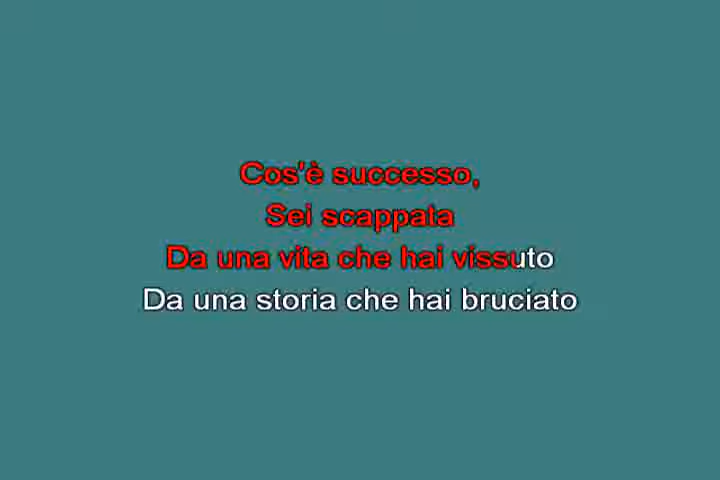 Cos'è successo,
Sei scappata
Da una vita che hai vissuto
Da una storia che hai bruciato